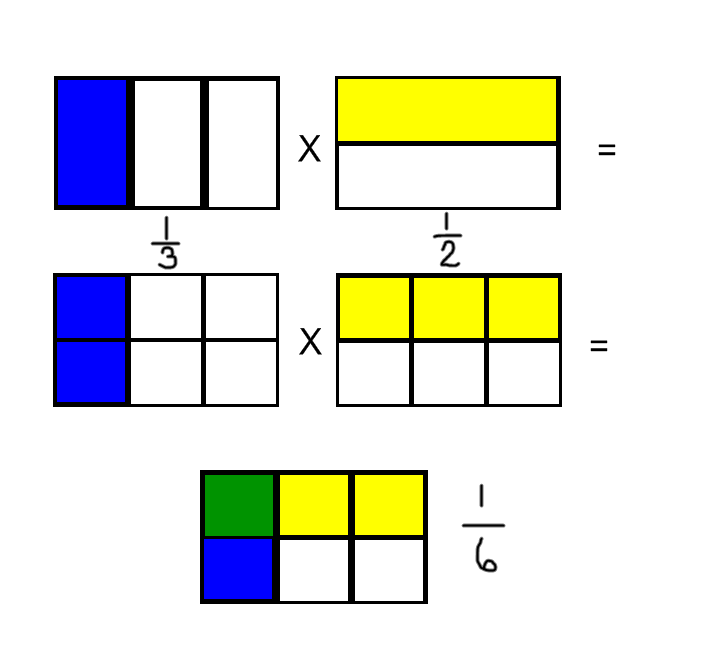 X =
1/3 1/2
X =
1/6